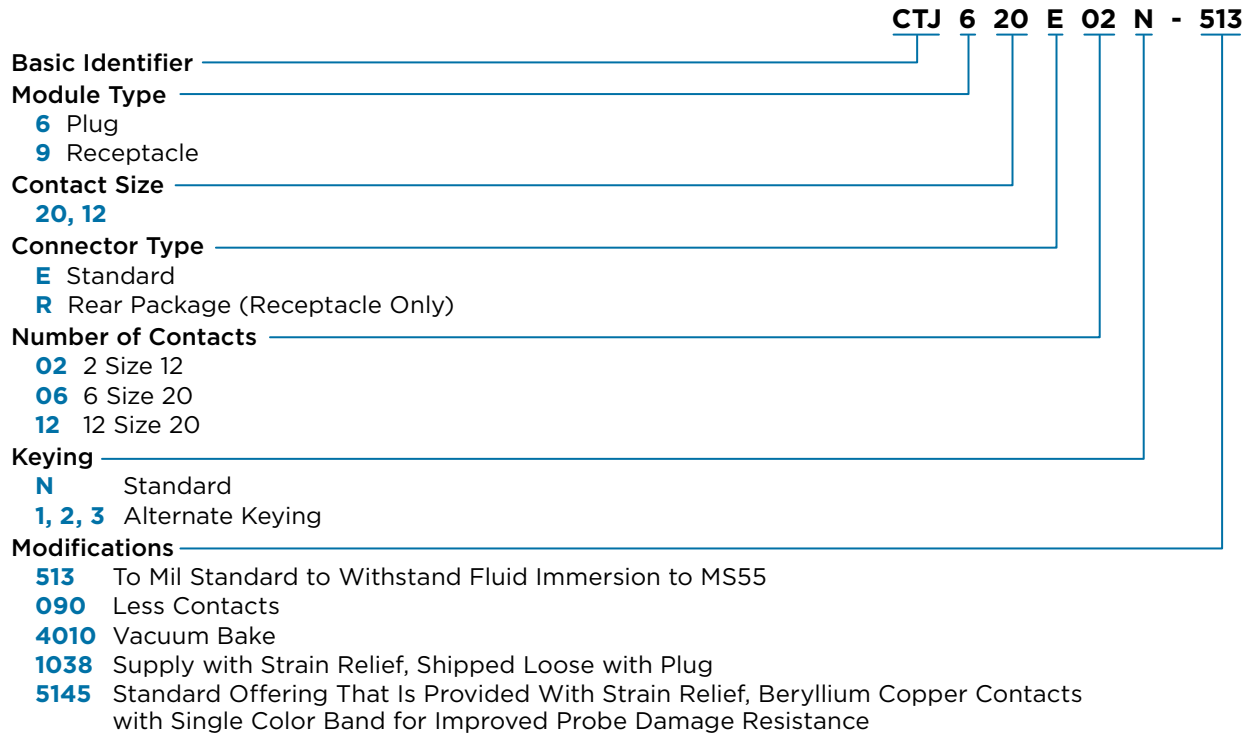 CTJ 6 20 E 02 N - 513
Basic Identifier
Module Type
6 Plug
9 Receptacle
Contact Size
20, 12
Connector Type
E Standard
R Rear Package (Receptacle Only)
Number of Contacts
02 2 Size 12
06 6 Size 20
12 12 Size 20
Keying
N Standard
1, 2, 3 Alternate Keying
Modifications
513 To Mil Standard to Withstand Fluid Immersion to MS55
090 Less Contacts
4010 Vacuum Bake
1038 Supply with Strain Relief, Shipped Loose with Plug
5145 Standard Offering That Is Provided With Strain Relief, Beryllium Copper Contacts
with Single Color Band for Improved Probe Damage Resistance